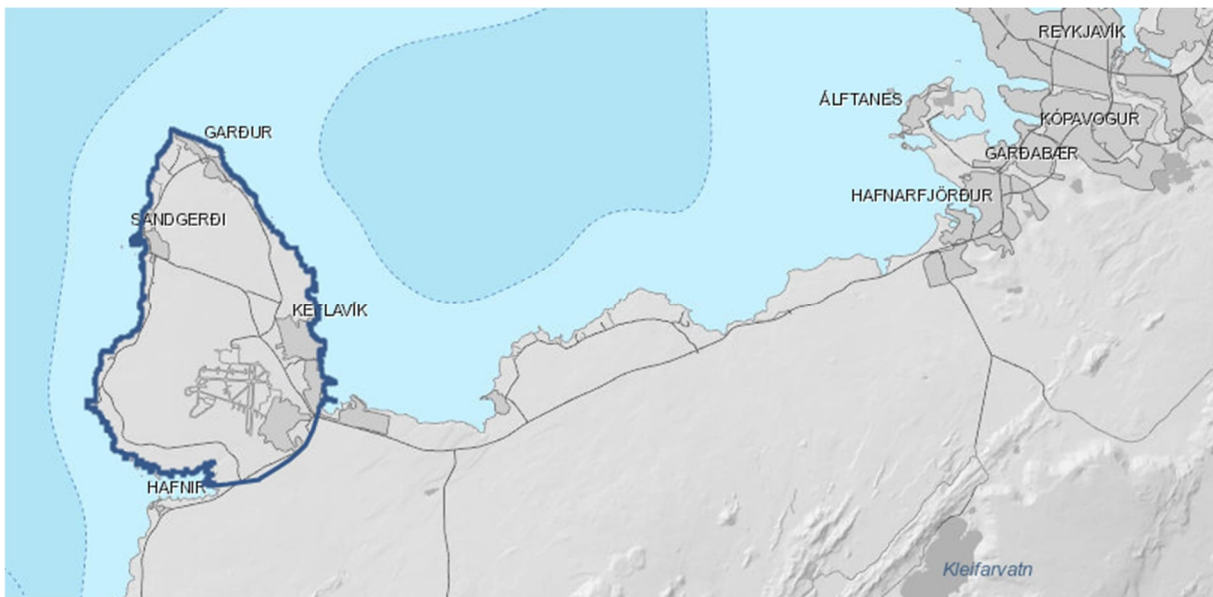 REYKJAVÍK
ÁLFTANES
KÓPAVOGUR
GARÐUR
GARÐABÆR
HAFNARFJÖRÐUR
SANDGERÐI
KEFLAVÍK
HAFNIR
Kleifarvatn